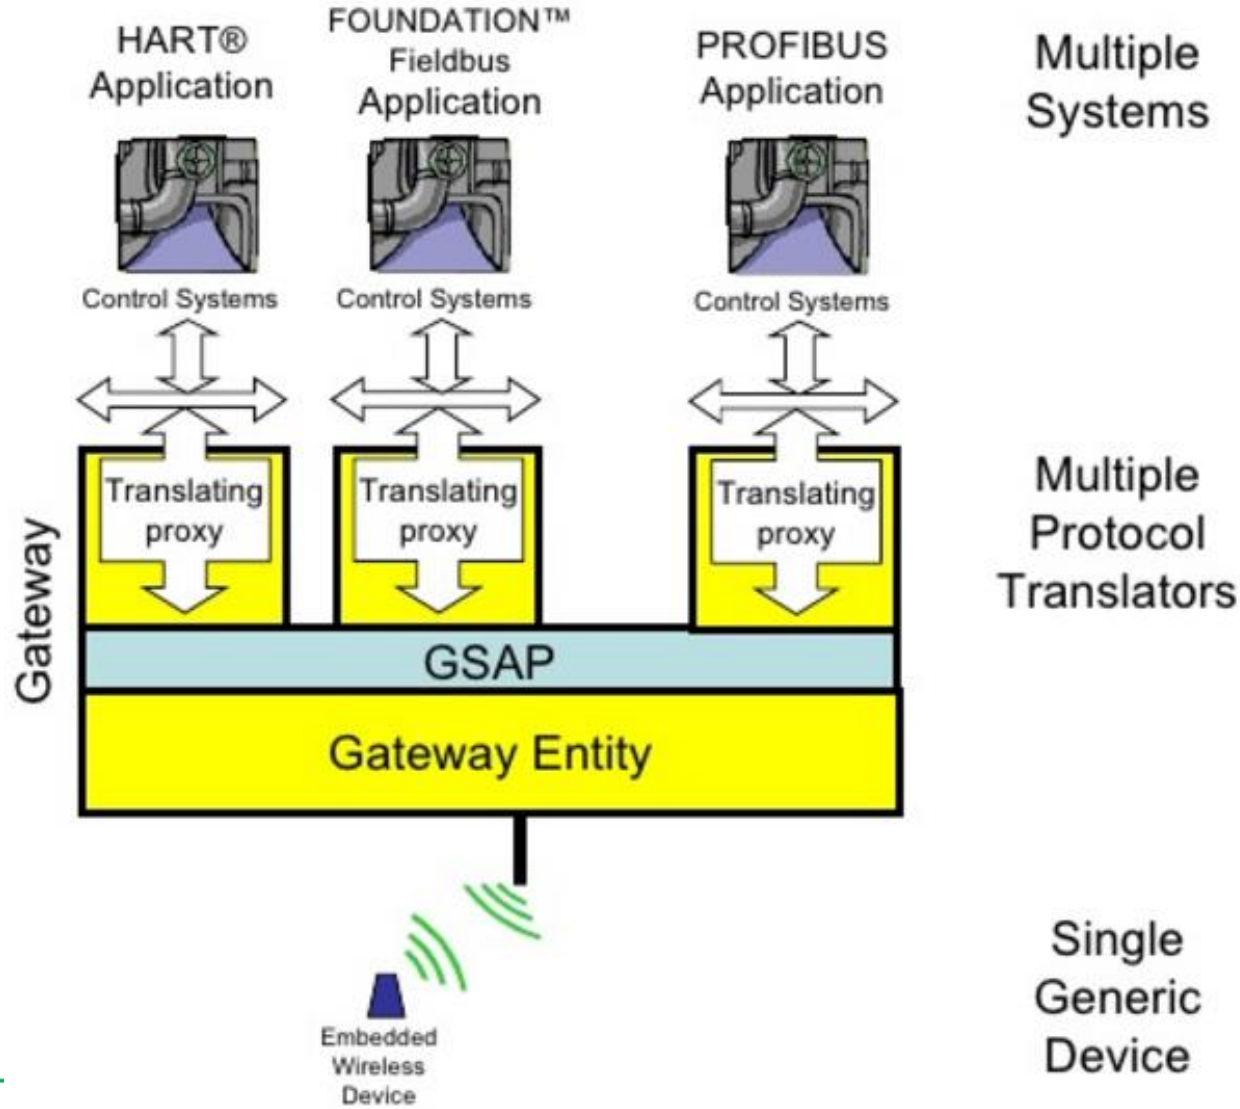 HART®
Application
FOUNDATION™
Fieldbus
Application
PROFIBUS
Application
Multiple
Systems
Control Systems
Control Systems
Control Systems
Gateway
Translating
proxy
Translating
proxy
Translating
proxy
Multiple
Protocol
Translators
GSAP
Gateway Entity
Embedded
Wireless
Device
Single
Generic
Device